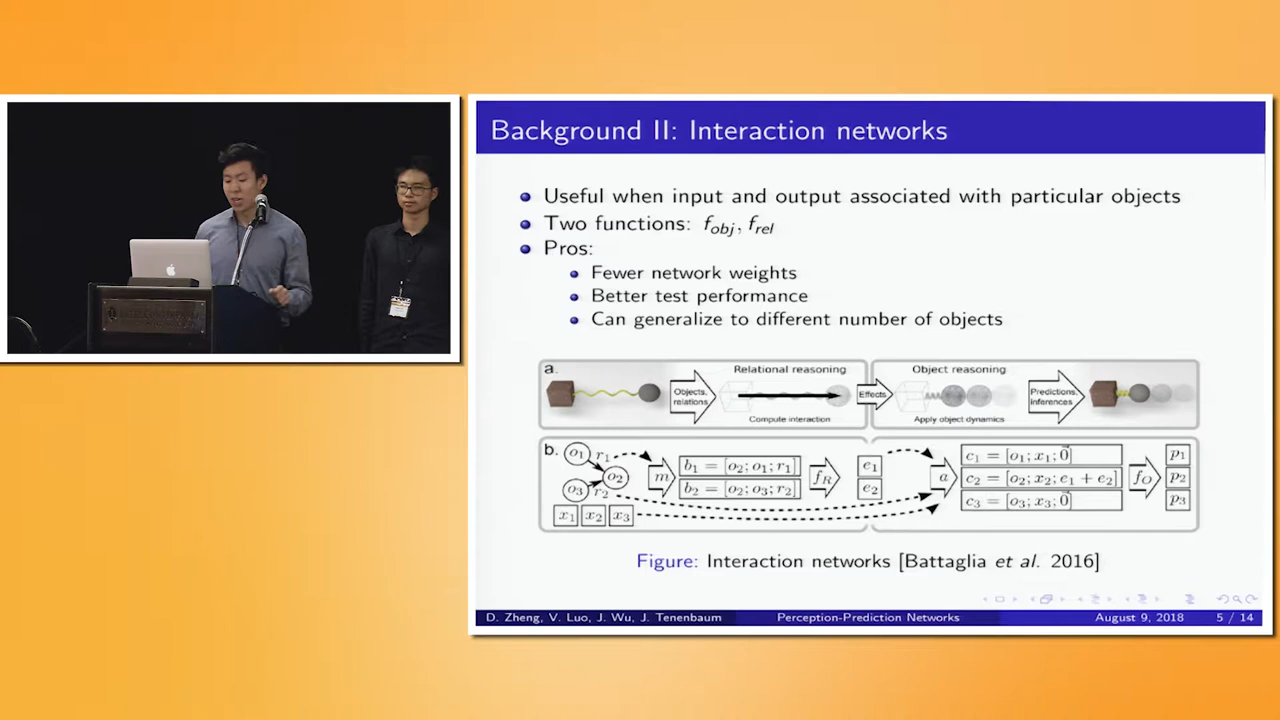 Background II: Interaction networks
Useful when input and output associated with particular objects
Two functions: f_obj, f_rel
Pros:
Fewer network weights
Better test performance
Can generalize to different number of objects
a.
Relational reasoning
Object reasoning
Objects, relations
Effects
Predictions, inferences
Compute interaction
Apply object dynamics
b.
o₁ r₁
o₂
o₃ r₂
x₁ x₂ x₃
m
b₁ = [o₂; o₁; r₁]
b₂ = [o₂; o₃; r₂]
f_R
e₁
e₂
a
c₁ = [o₁; x₁; 0⃗]
c₂ = [o₂; x₂; e₁ + e₂]
c₃ = [o₃; x₃; 0⃗]
f_O
p₁
p₂
p₃
Figure: Interaction networks [Battaglia et al. 2016]
D. Zheng, V. Luo, J. Wu, J. Tenenbaum Perception-Prediction Networks August 9, 2018 5 / 14